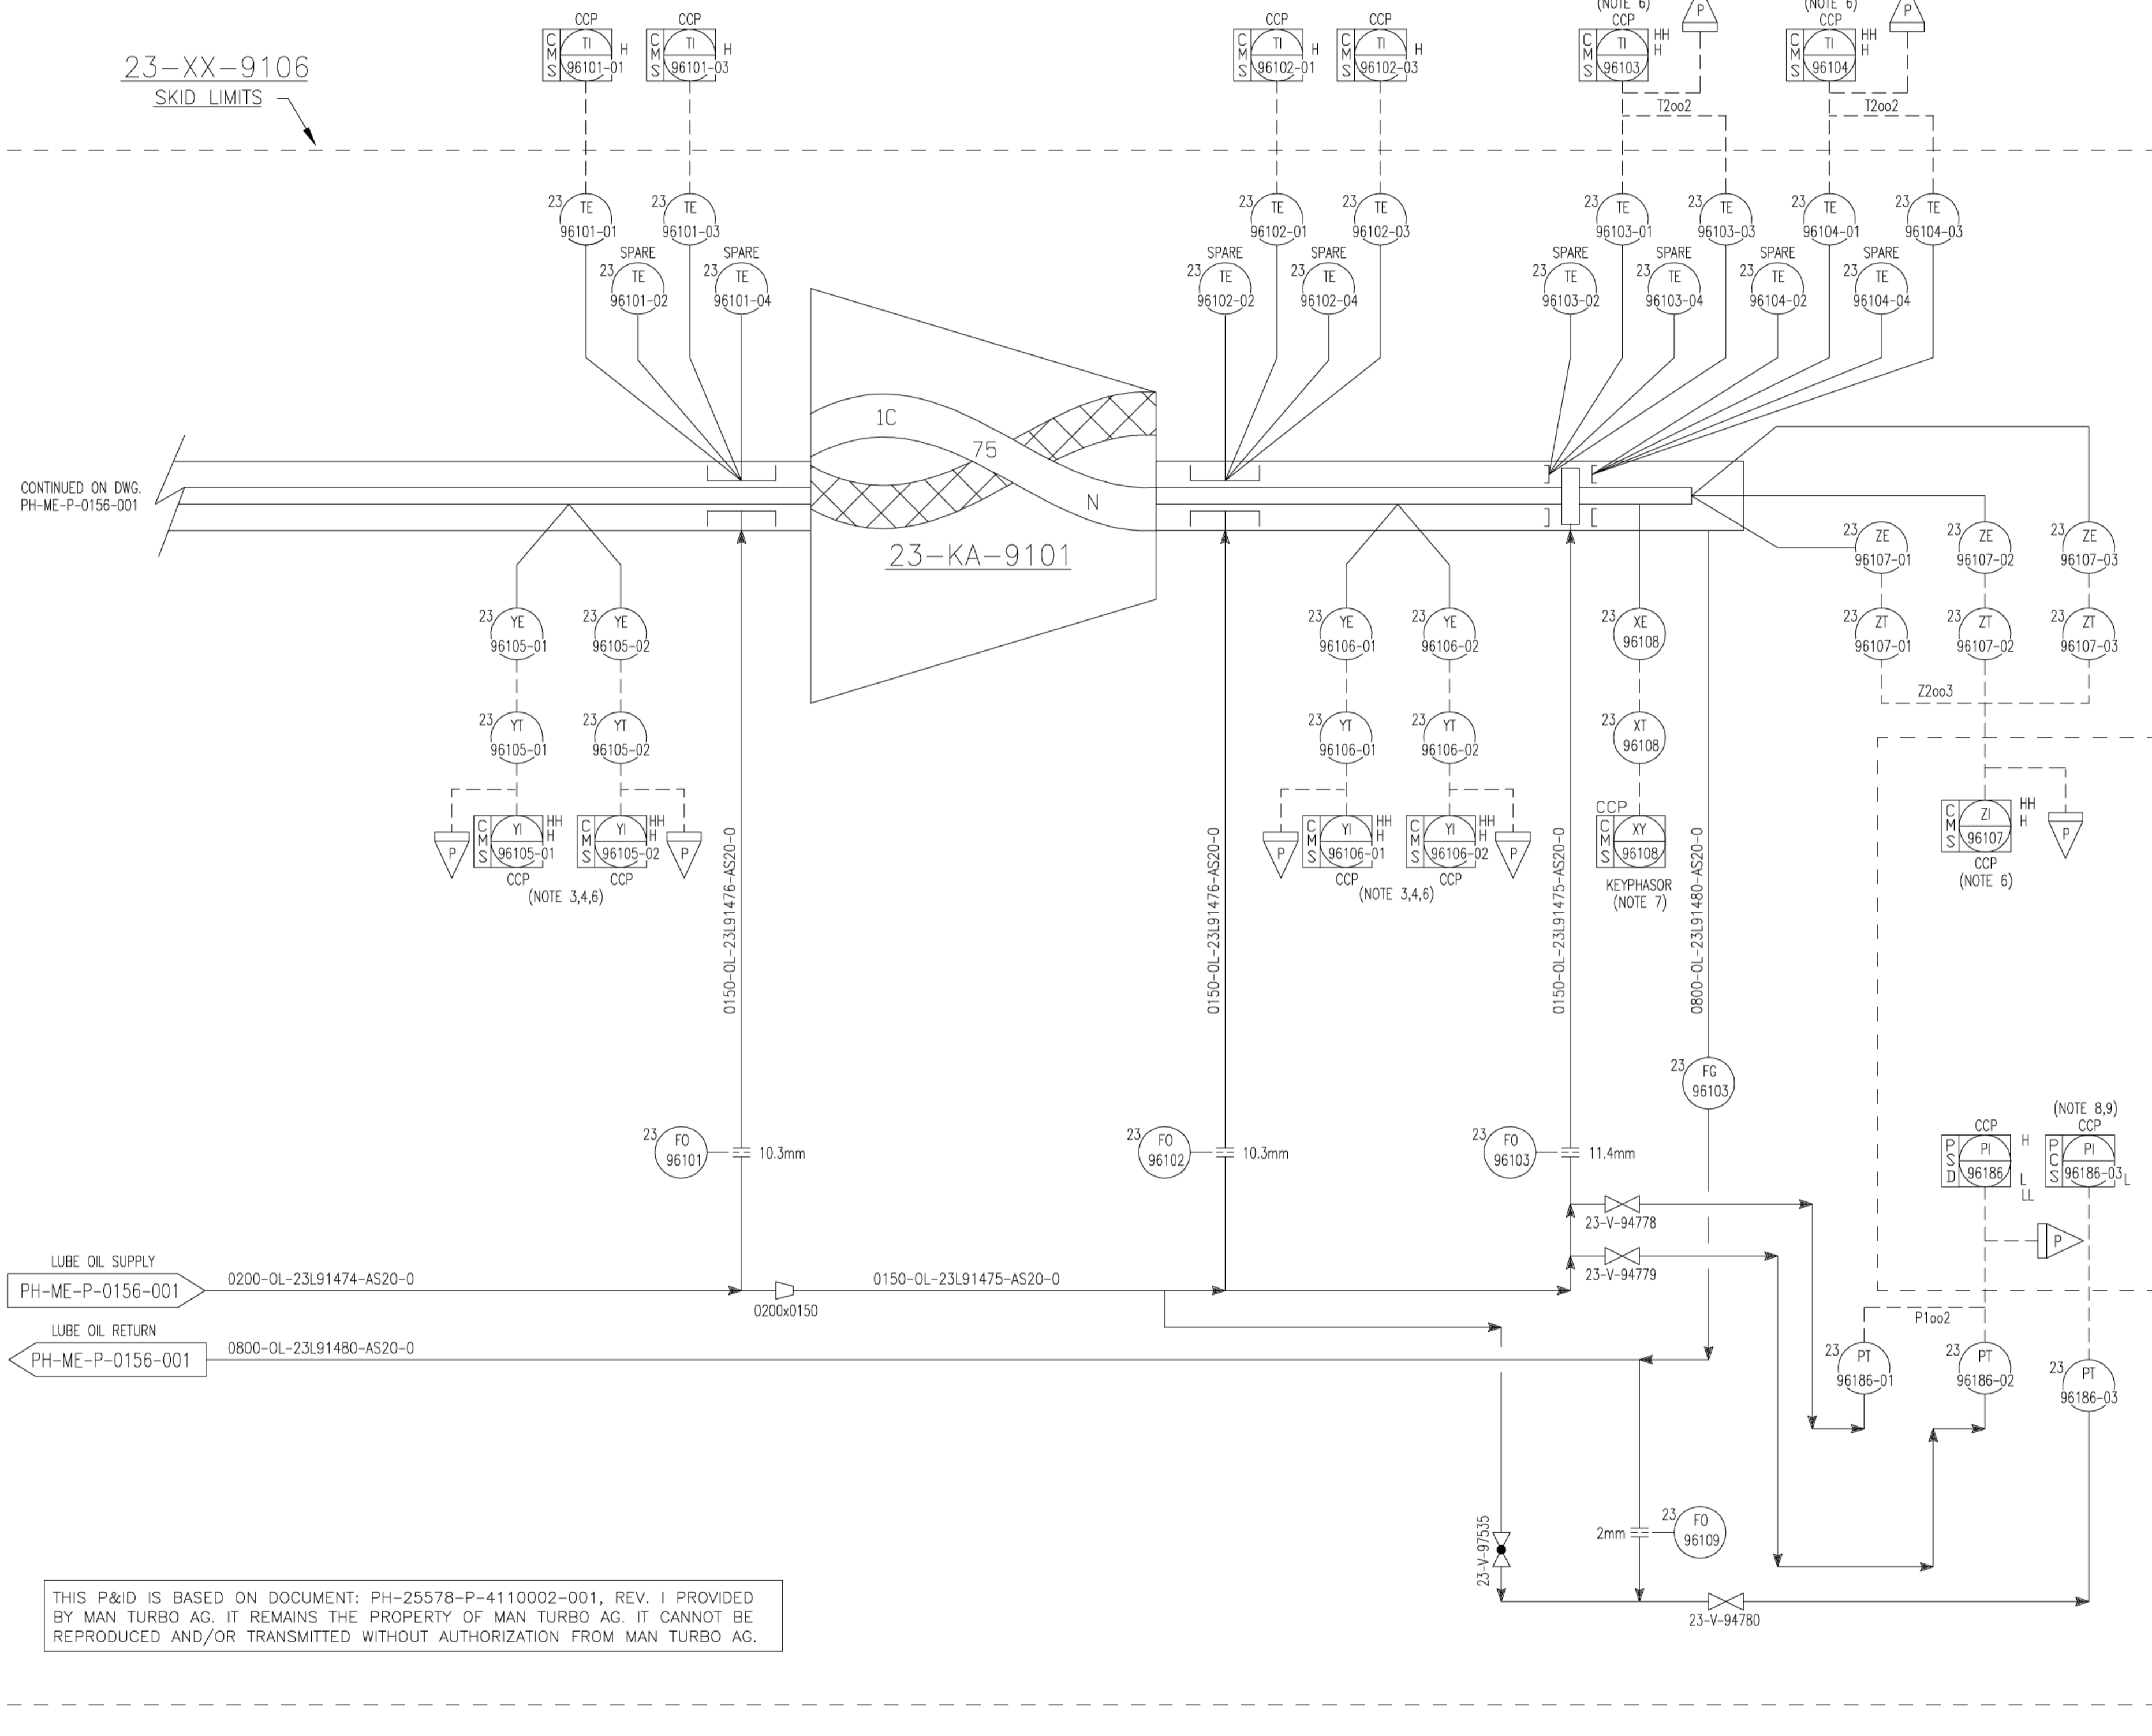 (NOTE 6)
P
(NOTE 6)
P
CCP
CMS TI 96101-01 H
CCP
CMS TI 96101-03 H
CCP
CMS TI 96102-01 H
CCP
CMS TI 96102-03 H
CCP
CMS TI 96103 HH H
CCP
CMS TI 96104 HH H
T2oo2
T2oo2
23-XX-9106
SKID LIMITS
23 TE 96101-01
23 TE 96101-03
23 TE 96102-01
23 TE 96102-03
23 TE 96103-01
23 TE 96103-03
23 TE 96104-01
23 TE 96104-03
SPARE
23 TE 96101-02
SPARE
23 TE 96101-04
SPARE
23 TE 96102-02
SPARE
23 TE 96102-04
SPARE
23 TE 96103-02
SPARE
23 TE 96103-04
SPARE
23 TE 96104-02
SPARE
23 TE 96104-04
1C
75
N
23-KA-9101
CONTINUED ON DWG.
PH-ME-P-0156-001
23 ZE 96107-01
23 ZE 96107-02
23 ZE 96107-03
23 YE 96105-01
23 YE 96105-02
23 YE 96106-01
23 YE 96106-02
23 XE 96108
23 ZT 96107-01
23 ZT 96107-02
23 ZT 96107-03
Z2oo3
23 YT 96105-01
23 YT 96105-02
23 YT 96106-01
23 YT 96106-02
23 XT 96108
P
CMS YI 96105-01 HH H
CCP
CMS YI 96105-02 HH H
CCP
P
(NOTE 3,4,6)
P
CMS YI 96106-01 HH H
CCP
CMS YI 96106-02 HH H
CCP
P
(NOTE 3,4,6)
CCP
CMS XY 96108
KEYPHASOR
(NOTE 7)
CMS ZI 96107 HH H
CCP
(NOTE 6)
P
0150-OL-23L91476-AS20-0
0150-OL-23L91476-AS20-0
0150-OL-23L91475-AS20-0
0800-OL-23L91480-AS20-0
23 FG 96103
23 FO 96101
10.3mm
23 FO 96102
10.3mm
23 FO 96103
11.4mm
CCP
PSD PI 96186 H L LL
(NOTE 8,9)
CCP
PCS PI 96186-03 L
P
23-V-94778
23-V-94779
LUBE OIL SUPPLY
PH-ME-P-0156-001
0200-OL-23L91474-AS20-0
0200x0150
0150-OL-23L91475-AS20-0
LUBE OIL RETURN
PH-ME-P-0156-001
0800-OL-23L91480-AS20-0
P1oo2
23 PT 96186-01
23 PT 96186-02
23 PT 96186-03
23-V-97535
2mm
23 FO 96109
23-V-94780
THIS P&ID IS BASED ON DOCUMENT: PH-25578-P-4110002-001, REV. I PROVIDED
BY MAN TURBO AG. IT REMAINS THE PROPERTY OF MAN TURBO AG. IT CANNOT BE
REPRODUCED AND/OR TRANSMITTED WITHOUT AUTHORIZATION FROM MAN TURBO AG.